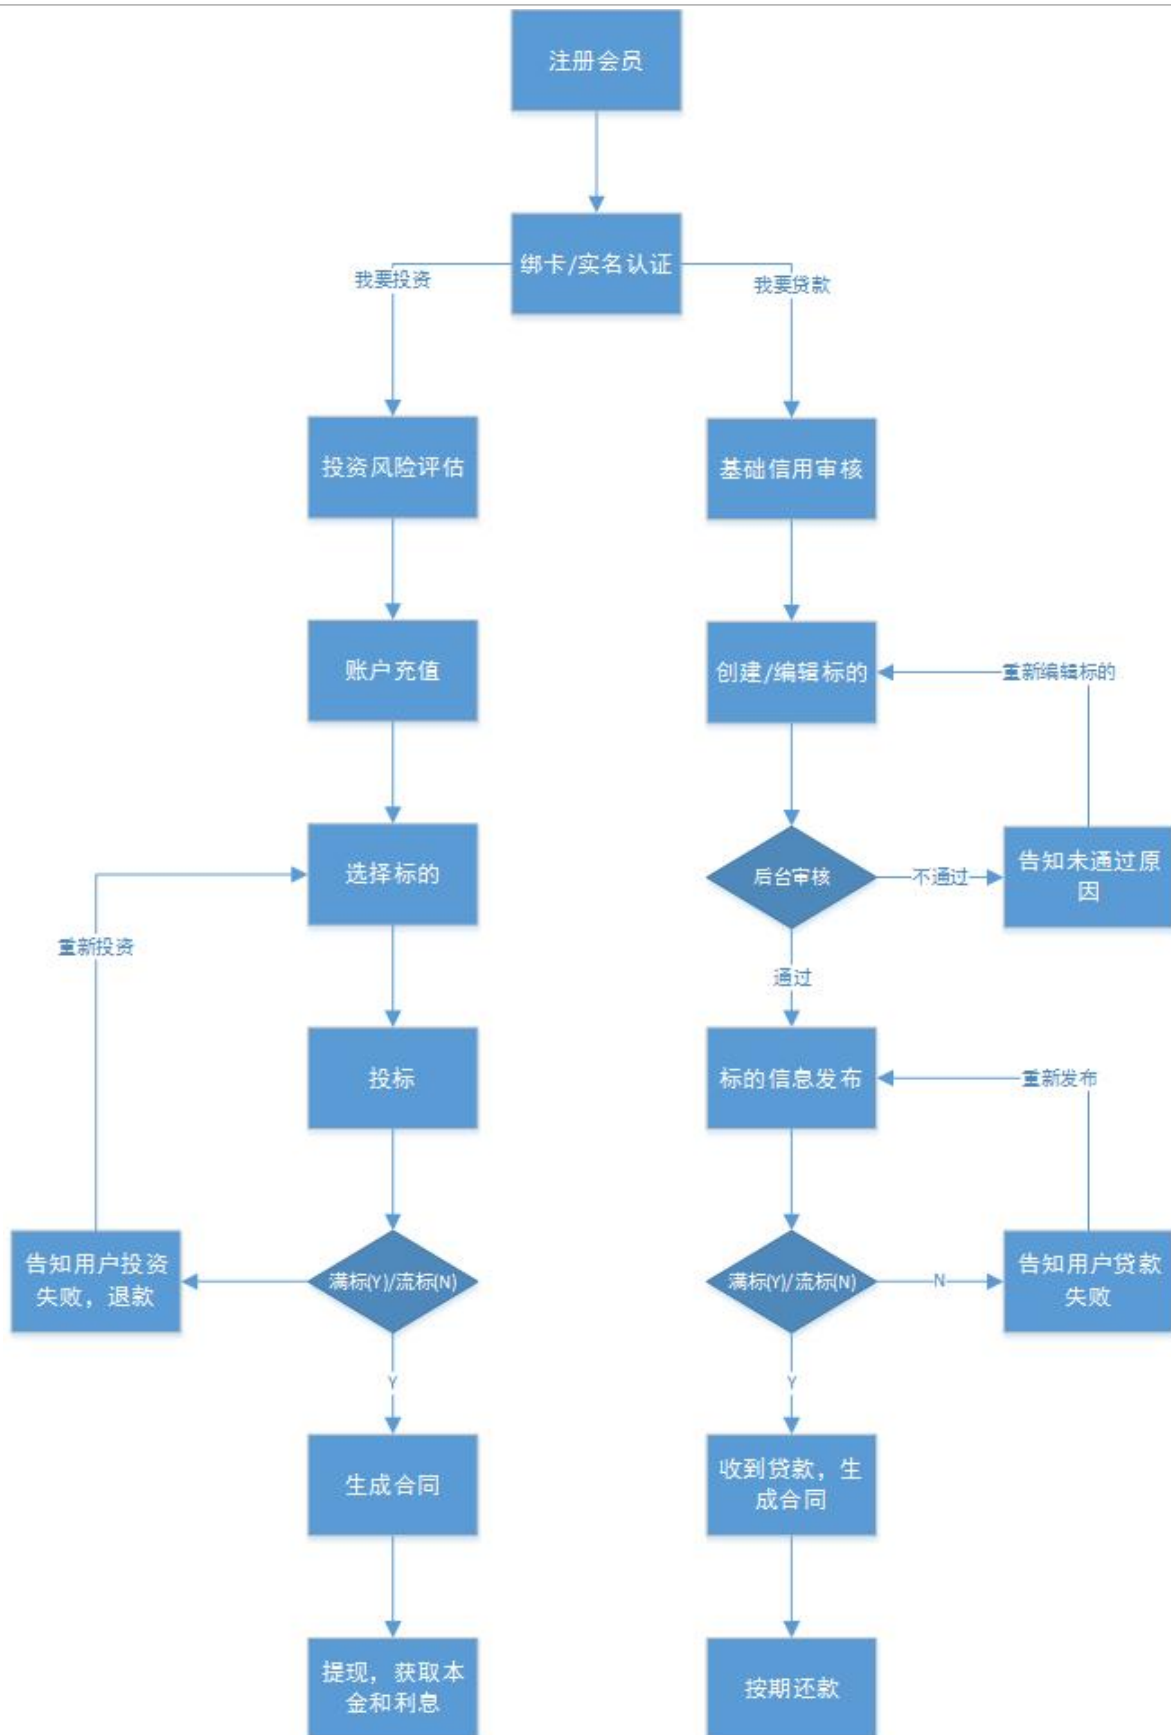 注册会员
绑卡/实名认证
我要投资
我要贷款
投资风险评估
基础信用审核
账户充值
创建/编辑标的
重新编辑标的
选择标的
后台审核
不通过
告知未通过原
因
重新投资
通过
投标
标的信息发布
重新发布
告知用户投资
失败，退款
满标(Y)/流标(N)
满标(Y)/流标(N)
N
告知用户贷款
失败
Y
Y
生成合同
收到贷款，生
成合同
提现，获取本
金和利息
按期还款